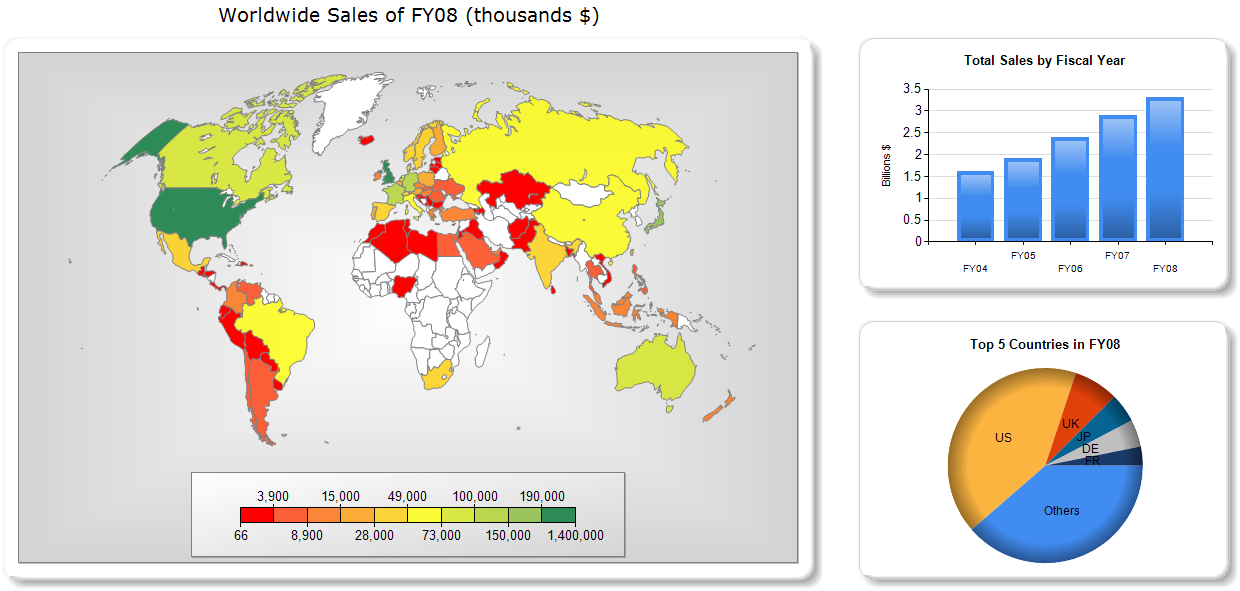 Worldwide Sales of FY08 (thousands $)
3,900 15,000 49,000 100,000 190,000
66 8,900 28,000 73,000 150,000 1,400,000
Total Sales by Fiscal Year
Billions $
3.5
3
2.5
2
1.5
1
0.5
0
FY04 FY05 FY06 FY07 FY08
Top 5 Countries in FY08
US
UK
JP
DE
FR
Others